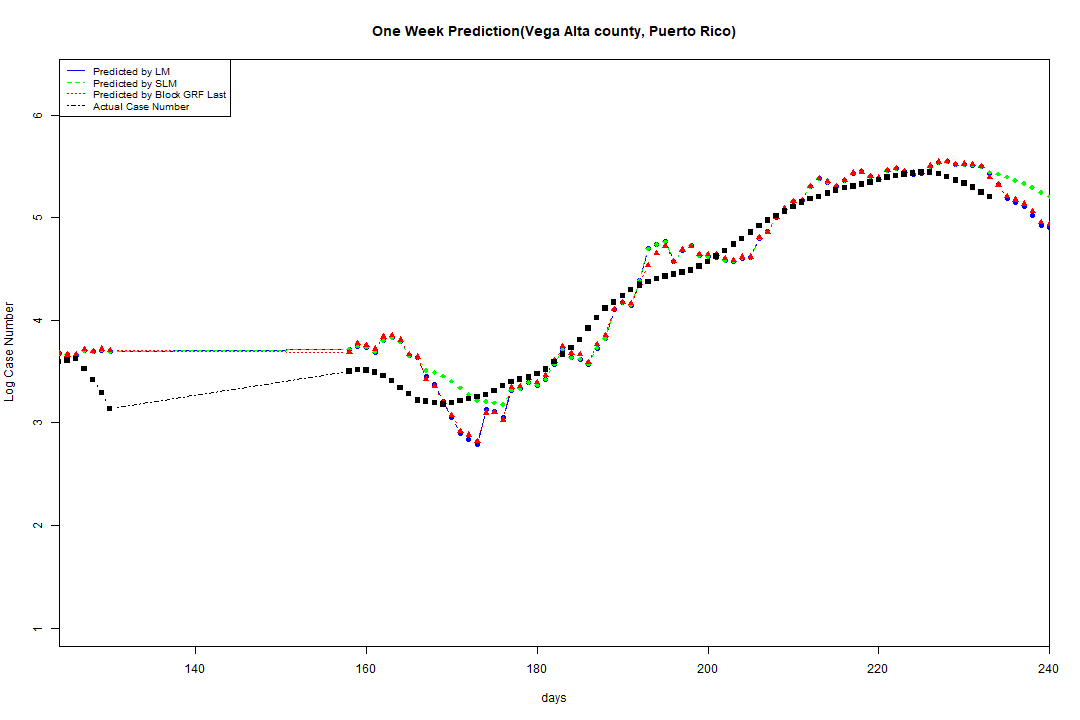 One Week Prediction(Vega Alta county, Puerto Rico)
Predicted by LM
Predicted by SLM
Predicted by Block GRF Last
Actual Case Number
Log Case Number
6
5
4
3
2
1
140 160 180 200 220 240
days